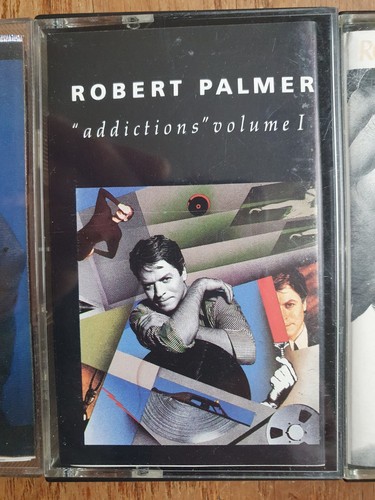 ROBERT PALMER
"addictions" volume I